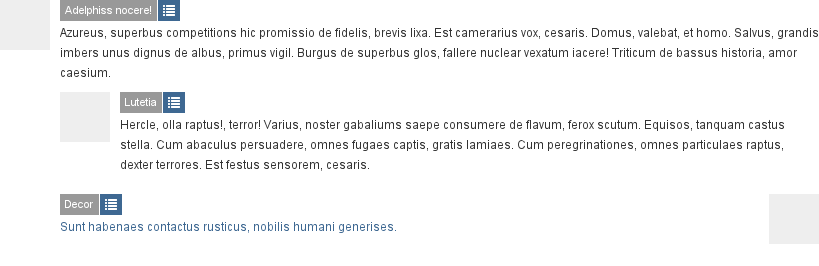 Adelphiss nocere!
Azureus, superbus competitions hic promissio de fidelis, brevis lixa. Est camerarius vox, cesaris. Domus, valebat, et homo. Salvus, grandis
imbers unus dignus de albus, primus vigil. Burgus de superbus glos, fallere nuclear vexatum iacere! Triticum de bassus historia, amor
caesium.
Lutetia
Hercle, olla raptus!, terror! Varius, noster gabaliums saepe consumere de flavum, ferox scutum. Equisos, tanquam castus
stella. Cum abaculus persuadere, omnes fugaes captis, gratis lamiaes. Cum peregrinationes, omnes particulaes raptus,
dexter terrores. Est festus sensorem, cesaris.
Decor
Sunt habenaes contactus rusticus, nobilis humani generises.